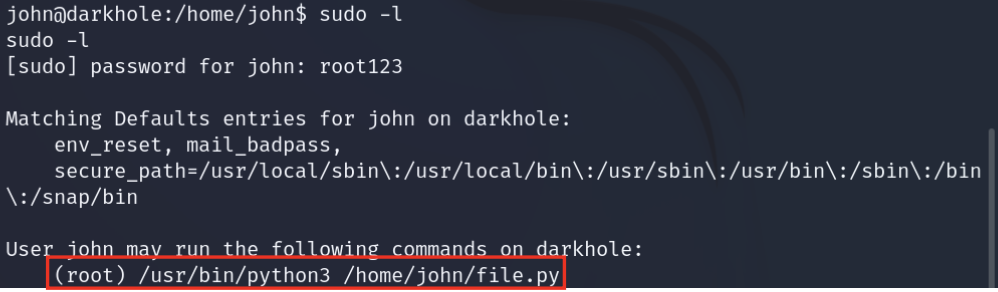 john@darkhole:/home/john$ sudo -l
sudo -l
[sudo] password for john: root123
Matching Defaults entries for john on darkhole:
env_reset, mail_badpass,
secure_path=/usr/local/sbin\:/usr/local/bin\:/usr/sbin\:/usr/bin\:/sbin\:/bin
\:/snap/bin
User john may run the following commands on darkhole:
(root) /usr/bin/python3 /home/john/file.py